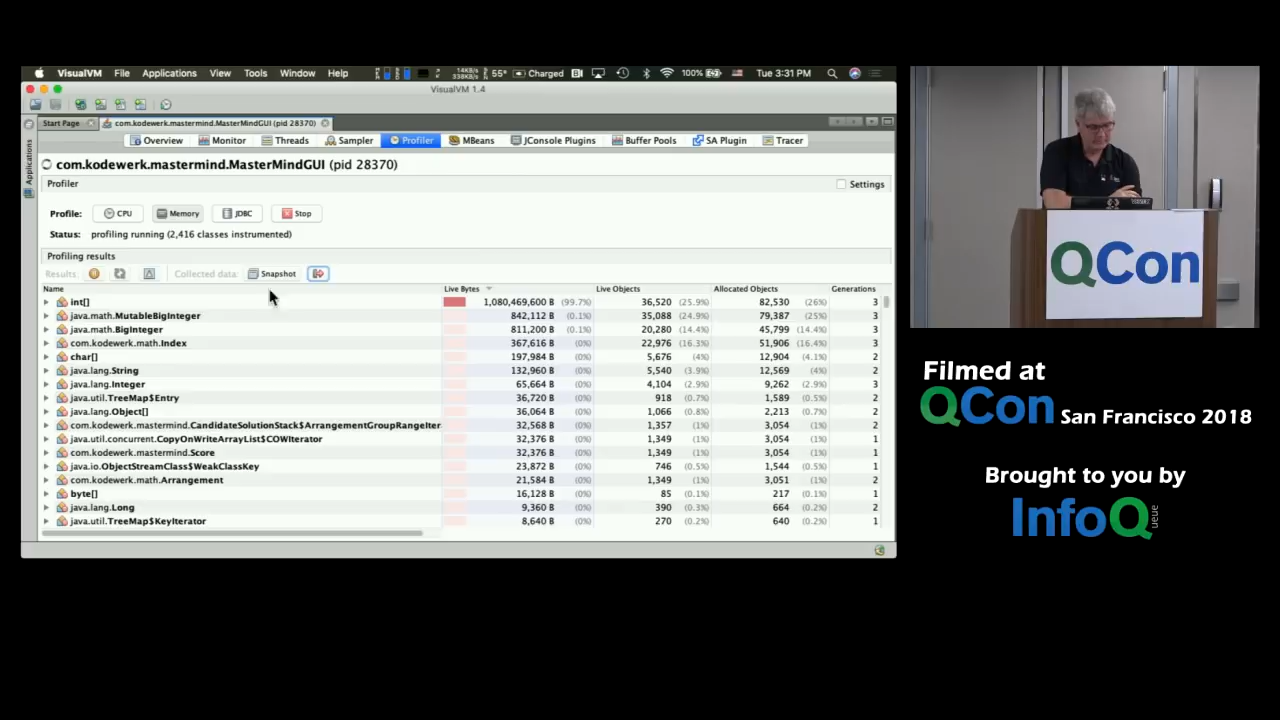 VisualVM File Applications View Tools Window Help 14KB/s 338KB/s 55° Charged 100% Tue 3:31 PM
VisualVM 1.4
Start Page com.kodewerk.mastermind.MasterMindGUI (pid 28370)
Applications
Overview Monitor Threads Sampler Profiler MBeans JConsole Plugins Buffer Pools SA Plugin Tracer
com.kodewerk.mastermind.MasterMindGUI (pid 28370)
Profiler Settings
Profile: CPU Memory JDBC Stop
Status: profiling running (2,416 classes instrumented)
Profiling results
Results: Collected data: Snapshot
Name Live Bytes Live Objects Allocated Objects Generations
int[] 1,080,469,600 B (99.7%) 36,520 (25.9%) 82,530 (26%) 3
java.math.MutableBigInteger 842,112 B (0.1%) 35,088 (24.9%) 79,387 (25%) 3
java.math.BigInteger 811,200 B (0.1%) 20,280 (14.4%) 45,799 (14.4%) 3
com.kodewerk.math.Index 367,616 B (0%) 22,976 (16.3%) 51,906 (16.4%) 3
char[] 197,984 B (0%) 5,676 (4%) 12,904 (4.1%) 2
java.lang.String 132,960 B (0%) 5,540 (3.9%) 12,569 (4%) 2
java.lang.Integer 65,664 B (0%) 4,104 (2.9%) 9,262 (2.9%) 3
java.util.TreeMap$Entry 36,720 B (0%) 918 (0.7%) 1,589 (0.5%) 2
java.lang.Object[] 36,064 B (0%) 1,066 (0.8%) 2,213 (0.7%) 2
com.kodewerk.mastermind.CandidateSolutionStack$ArrangementGroupRangeIter 32,568 B (0%) 1,357 (1%) 3,054 (1%) 2
java.util.concurrent.CopyOnWriteArrayList$COWIterator 32,376 B (0%) 1,349 (1%) 3,054 (1%) 1
com.kodewerk.mastermind.Score 32,376 B (0%) 1,349 (1%) 3,054 (1%) 1
java.io.ObjectStreamClass$WeakClassKey 23,872 B (0%) 746 (0.5%) 1,544 (0.5%) 1
com.kodewerk.mastermind.Arrangement 21,584 B (0%) 1,349 (1%) 3,051 (1%) 2
byte[] 16,128 B (0%) 85 (0.1%) 217 (0.1%) 1
java.lang.Long 9,360 B (0%) 390 (0.3%) 664 (0.2%) 2
java.util.TreeMap$KeyIterator 8,640 B (0%) 270 (0.2%) 640 (0.2%) 1
QCon
Filmed at
QCon San Francisco 2018
Brought to you by
InfoQueue